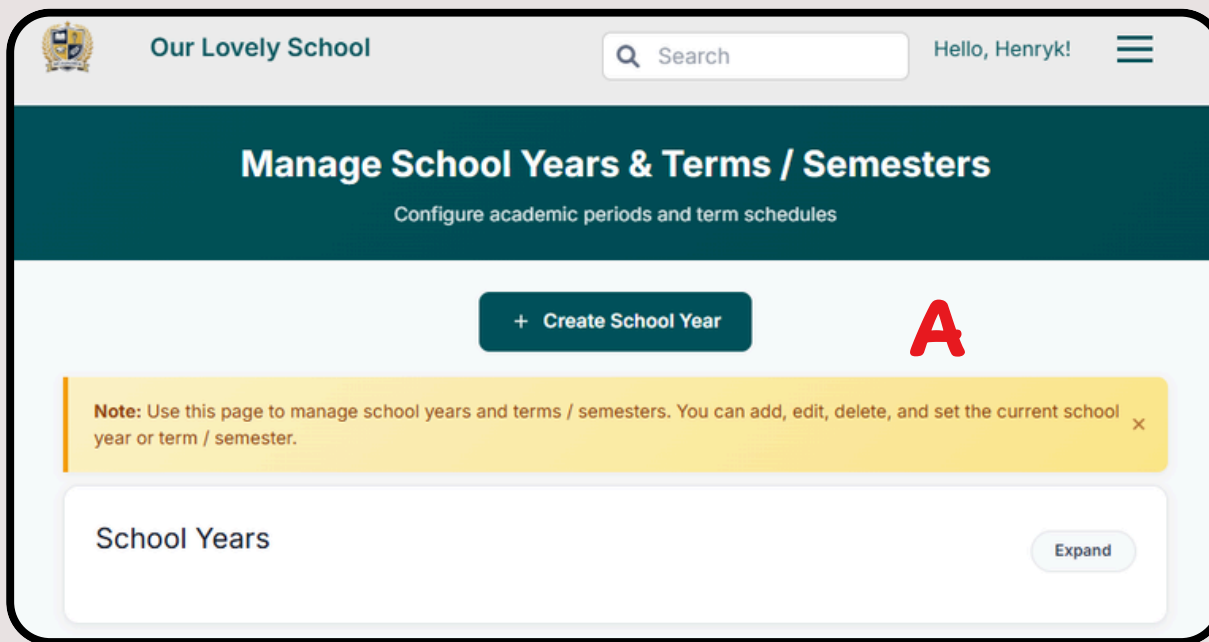 Our Lovely School
Search
Hello, Henryk!
Manage School Years & Terms / Semesters
Configure academic periods and term schedules
+ Create School Year
A
Note: Use this page to manage school years and terms / semesters. You can add, edit, delete, and set the current school
year or term / semester.
×
School Years
Expand